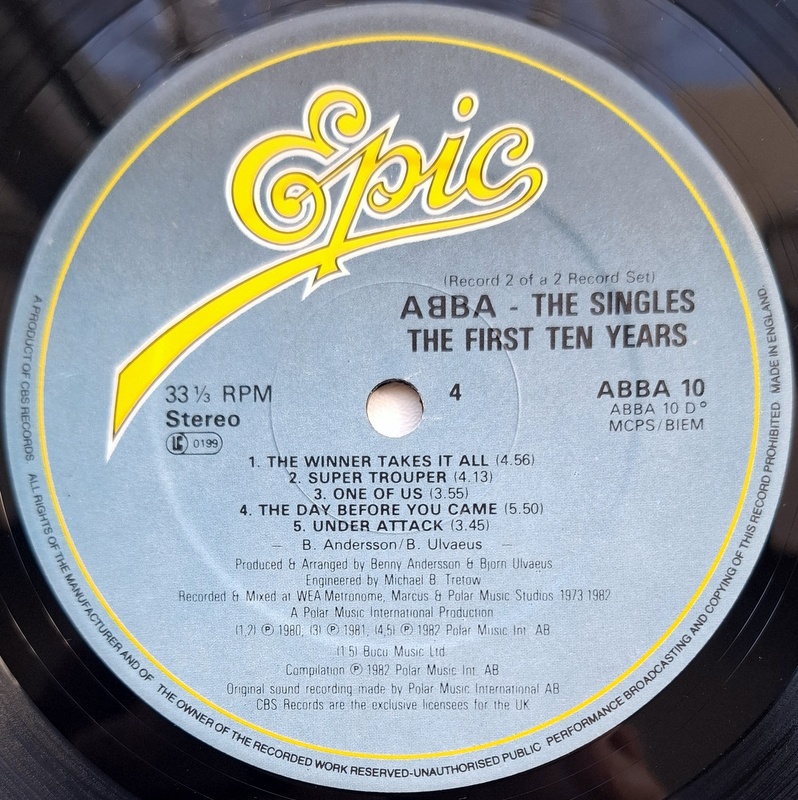 Epic
(Record 2 of a 2 Record Set)
AᗺBA - THE SINGLES
THE FIRST TEN YEARS
33⅓ RPM
Stereo
LC 0199
4
ABBA 10
ABBA 10 D°
MCPS/BIEM
1. THE WINNER TAKES IT ALL (4.56)
2. SUPER TROUPER (4.13)
3. ONE OF US (3.55)
4. THE DAY BEFORE YOU CAME (5.50)
5. UNDER ATTACK (3.45)
— B. Andersson/B. Ulvaeus —
Produced & Arranged by Benny Andersson & Bjorn Ulvaeus
Engineered by Michael B. Tretow
Recorded & Mixed at WEA Metronome, Marcus & Polar Music Studios 1973 1982
A Polar Music International Production
(1,2) ℗ 1980, (3) ℗ 1981, (4,5) ℗ 1982 Polar Music Int. AB
(1 5) Bocu Music Ltd.
Compilation ℗ 1982 Polar Music Int. AB
Original sound recording made by Polar Music International AB
CBS Records are the exclusive licensees for the UK
A PRODUCT OF CBS RECORDS ALL RIGHTS OF THE MANUFACTURER AND OF THE OWNER OF THE RECORDED WORK RESERVED-UNAUTHORISED PUBLIC PERFORMANCE BROADCASTING AND COPYING OF THIS RECORD PROHIBITED MADE IN ENGLAND